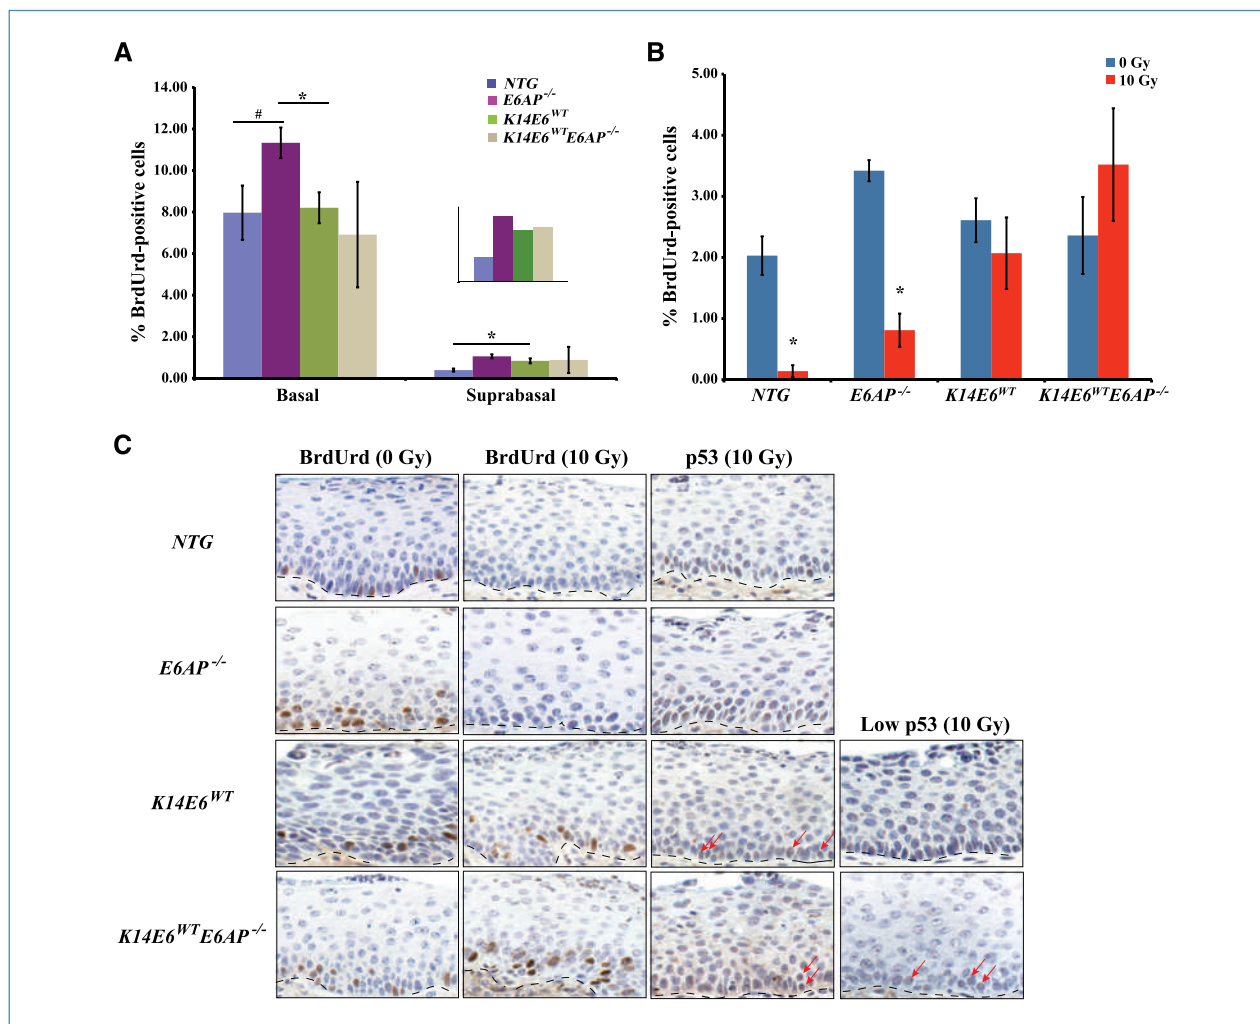 A
14.00
12.00
10.00
8.00
6.00
4.00
2.00
0.00
% BrdUrd-positive cells
NTG
E6AP-/-
K14E6WT
K14E6WTE6AP-/-
#
*
*
Basal
Suprabasal
B
5.00
4.00
3.00
2.00
1.00
0.00
% BrdUrd-positive cells
0 Gy
10 Gy
*
*
NTG
E6AP-/-
K14E6WT
K14E6WTE6AP-/-
C
BrdUrd (0 Gy)
BrdUrd (10 Gy)
p53 (10 Gy)
NTG
E6AP-/-
Low p53 (10 Gy)
K14E6WT
K14E6WTE6AP-/-